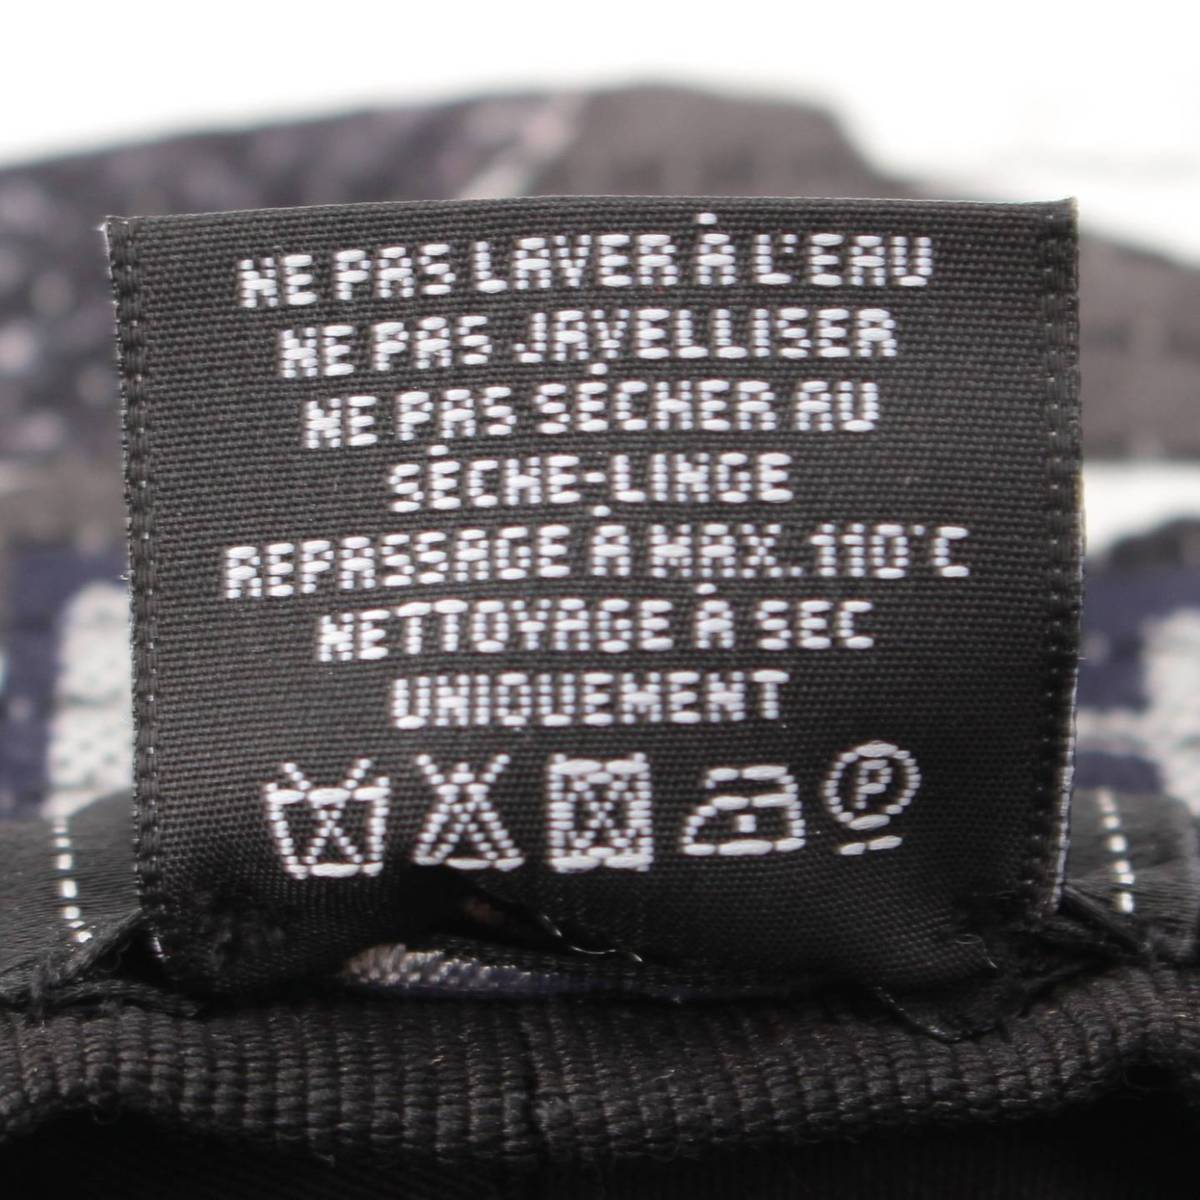 NE PAS LAVER À L'EAU
NE PAS JAVELLISER
NE PAS SÉCHER AU
SÈCHE-LINGE
REPASSAGE À MAX. 110°C
NETTOYAGE À SEC
UNIQUEMENT
P